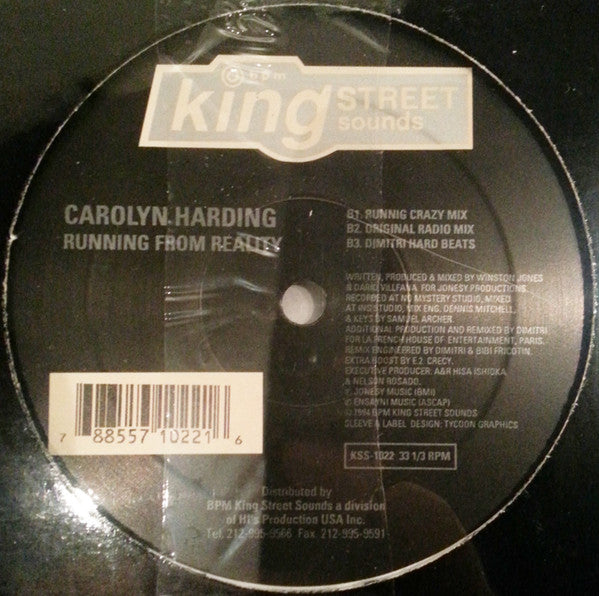 bpm
king STREET
sounds
CAROLYN HARDING
RUNNING FROM REALITY
B1. RUNNIG CRAZY MIX
B2. ORIGINAL RADIO MIX
B3. DIMITRI HARD BEATS
WRITTEN, PRODUCED & MIXED BY WINSTON JONES
& DARIO VILLFANA. FOR JONESY PRODUCTIONS.
RECORDED AT NO MYSTERY STUDIO, MIXED
AT INS STUDIO, MIX ENG. DENNIS MITCHELL,
& KEYS BY SAMUEL ARCHER.
ADDITIONAL PRODUCTION AND REMIXED BY DIMITRI
FOR LA FRENCH HOUSE OF ENTERTAINMENT, PARIS.
REMIX ENGINEERED BY DIMITRI & BIBI FRICOTIN.
EXTRA BOOST BY E.2. CRECY.
EXECUTIVE PRODUCER: A&R HISA ISHIOKA
& NELSON ROSADO.
JONESY MUSIC (BMI)
ENSAYNI MUSIC (ASCAP)
1994 BPM KING STREET SOUNDS
SLEEVE & LABEL DESIGN: TYCOON GRAPHICS
7 88557 10221 6
KSS-1022 33 1/3 RPM
Distributed by
BPM King Street Sounds a division
of HI's Production USA Inc.
Tel. 212-995-9566 Fax 212-995-9591